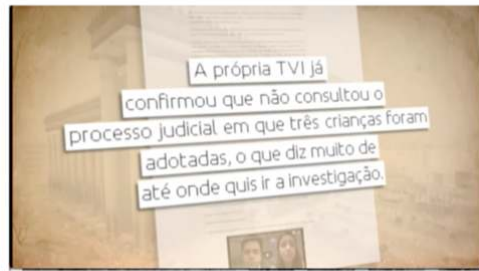 A própria TVI já
confirmou que não consultou o
processo judicial em que três crianças foram
adotadas, o que diz muito de
até onde quis ir a investigação.